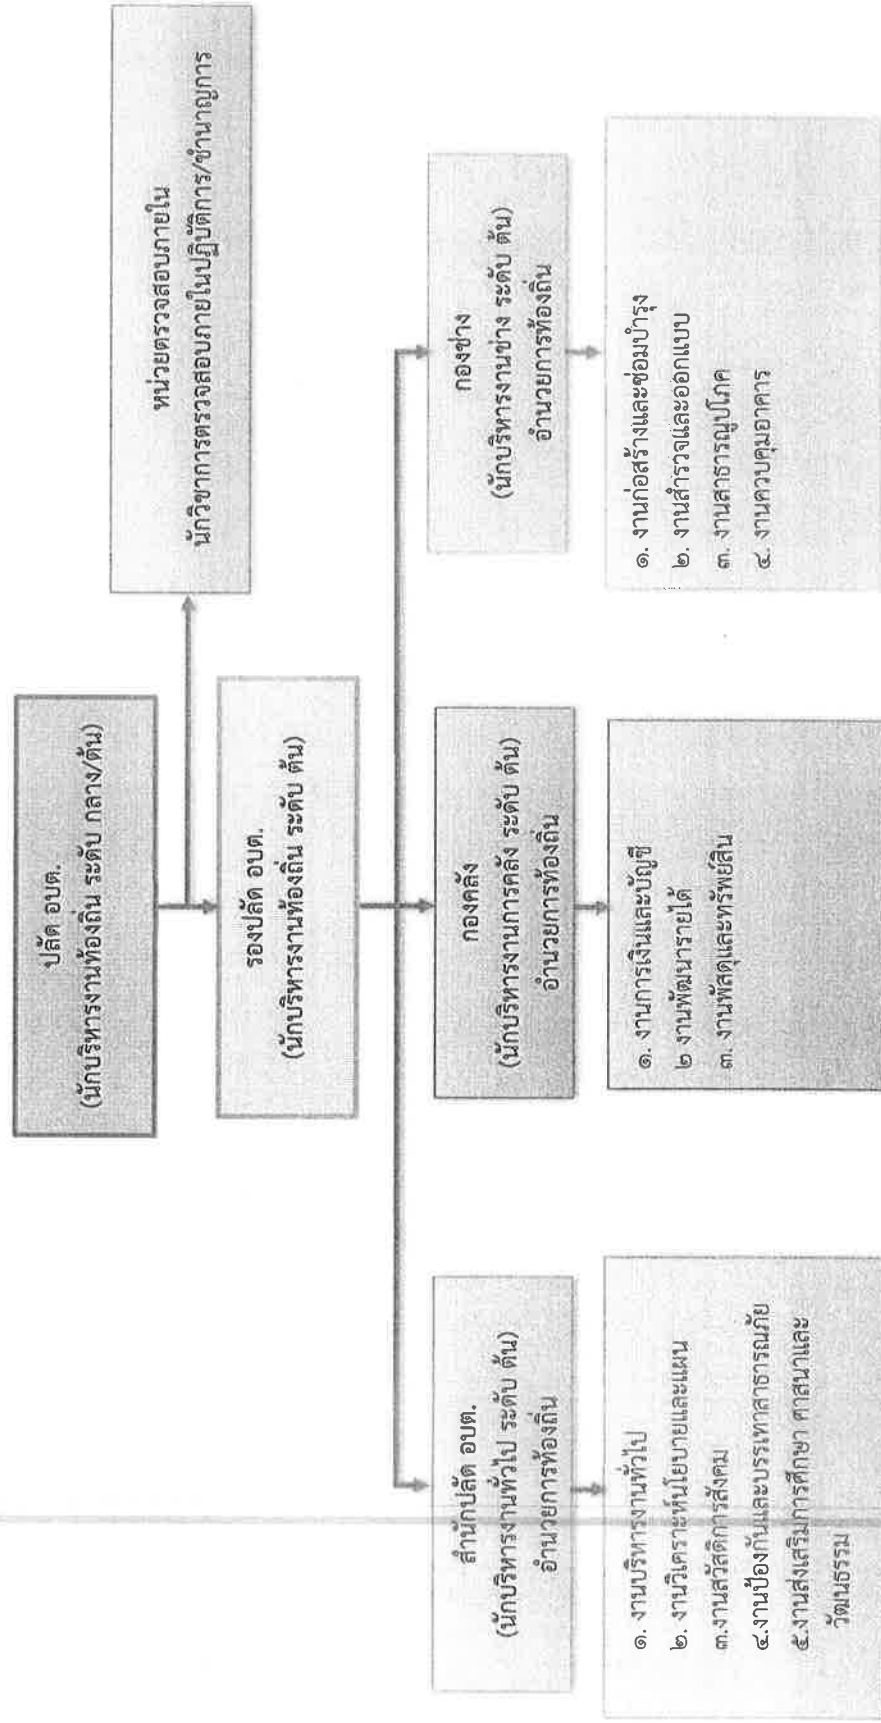 ปลัด อบต.
(นักบริหารงานท้องถิ่น ระดับ กลาง/ต้น)
หน่วยตรวจสอบภายใน
นักวิชาการตรวจสอบภายในปฏิบัติการ/ชำนาญการ
รองปลัด อบต.
(นักบริหารงานท้องถิ่น ระดับ ต้น)
สำนักปลัด อบต.
(นักบริหารงานทั่วไป ระดับ ต้น)
อำนวยการท้องถิ่น
กองคลัง
(นักบริหารงานการคลัง ระดับ ต้น)
อำนวยการท้องถิ่น
กองช่าง
(นักบริหารงานช่าง ระดับ ต้น)
อำนวยการท้องถิ่น
๑. งานบริหารงานทั่วไป
๒. งานวิเคราะห์นโยบายและแผน
๓.งานสวัสดิการสังคม
๔.งานป้องกันและบรรเทาสาธารณภัย
๕.งานส่งเสริมการศึกษา ศาสนาและ
วัฒนธรรม
๑. งานการเงินและบัญชี
๒ งานพัฒนารายได้
๓. งานพัสดุและทรัพย์สิน
๑. งานก่อสร้างและซ่อมบำรุง
๒. งานสำรวจและออกแบบ
๓. งานสาธารณูปโภค
๔. งานควบคุมอาคาร